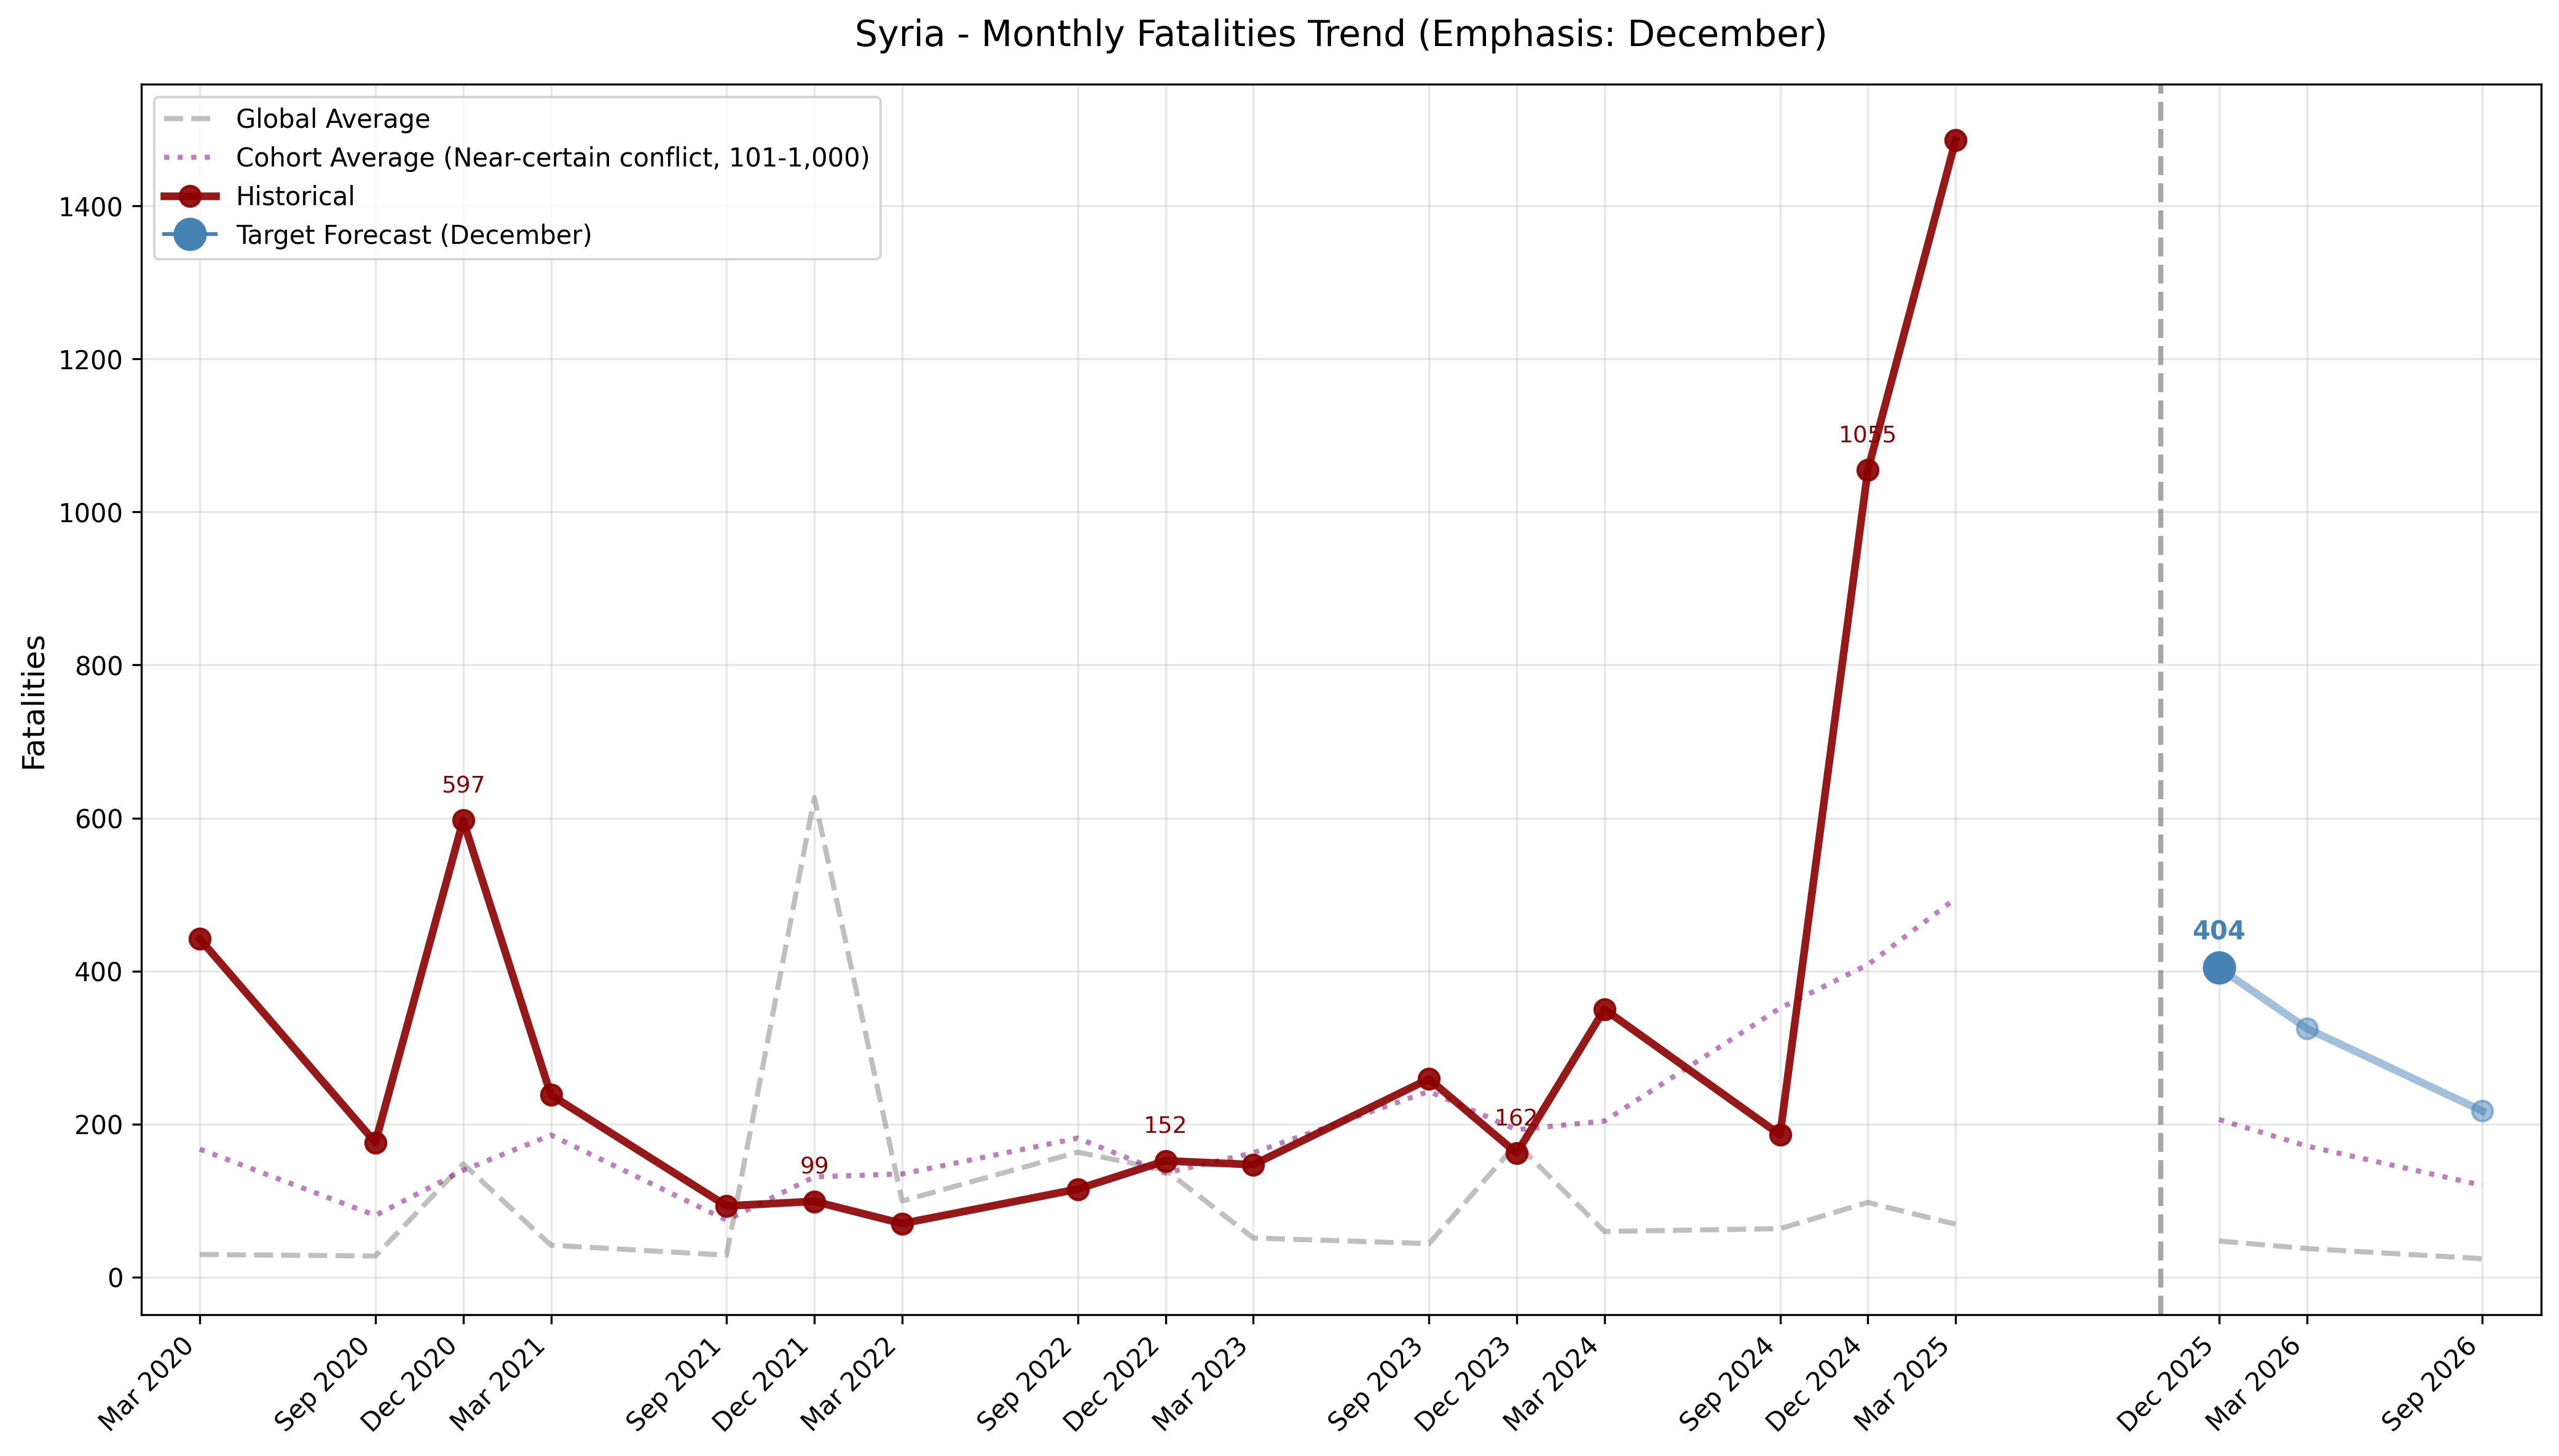 Syria - Monthly Fatalities Trend (Emphasis: December)
Global Average
Cohort Average (Near-certain conflict, 101-1,000)
Historical
Target Forecast (December)
Fatalities
1400
1200
1000
800
600
400
200
0
597
99
152
162
1055
404
Mar 2020
Sep 2020
Dec 2020
Mar 2021
Sep 2021
Dec 2021
Mar 2022
Sep 2022
Dec 2022
Mar 2023
Sep 2023
Dec 2023
Mar 2024
Sep 2024
Dec 2024
Mar 2025
Dec 2025
Mar 2026
Sep 2026